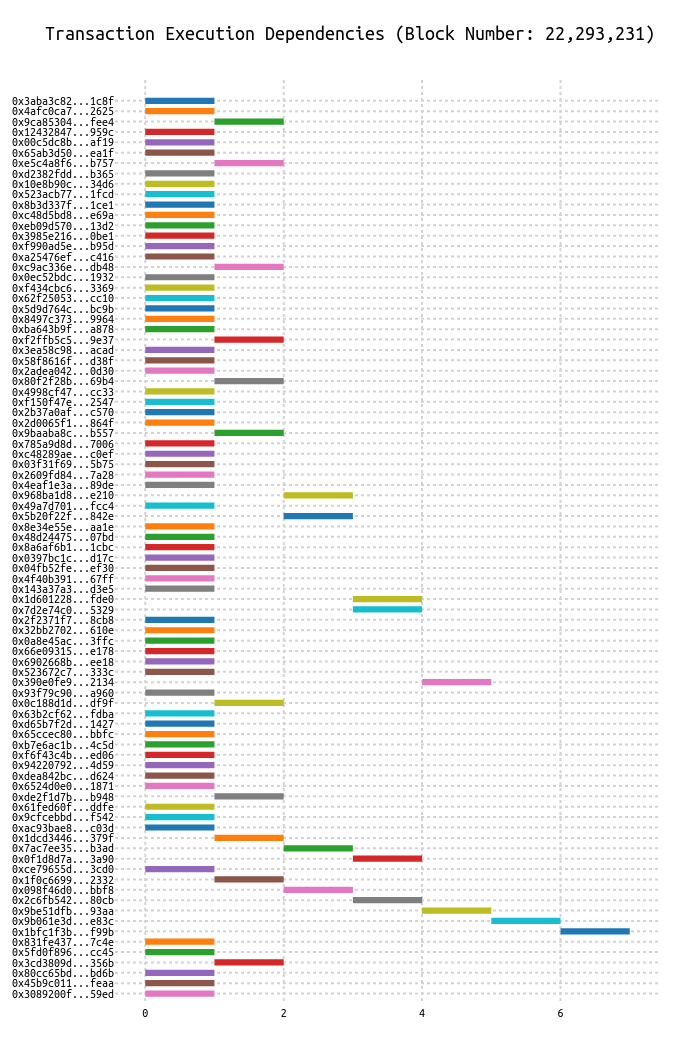 Transaction Execution Dependencies (Block Number: 22,293,231)
0x3aba3c82...1c8f
0x4afc0ca7...2625
0x9ca85304...fee4
0x12432847...959c
0x00c5dc8b...af19
0x65ab3d50...ea1f
0xe5c4a8f6...b757
0xd2382fdd...b365
0x10e8b90c...34d6
0x523acb77...1fcd
0x8b3d337f...1ce1
0xc48d5bd8...e69a
0xeb09d570...13d2
0x3985e216...0be1
0xf990ad5e...b95d
0xa25476ef...c416
0xc9ac336e...db48
0x0ec52bdc...1932
0xf434cbc6...3369
0x62f25053...cc10
0x5d9d764c...bc9b
0x8497c373...9964
0xba643b9f...a878
0xf2ffb5c5...9e37
0x3ea58c98...acad
0x58f8616f...d38f
0x2adea042...0d30
0x80f2f28b...69b4
0x4998cf47...cc33
0xf150f47e...2547
0x2b37a0af...c570
0x2d0065f1...864f
0x9baaba8c...b557
0x785a9d8d...7006
0xc48289ae...c0ef
0x03f31f69...5b75
0x2609fd84...7a28
0x4eaf1e3a...89de
0x968ba1d8...e210
0x49a7d701...fcc4
0x5b20f22f...842e
0x8e34e55e...aa1e
0x48d24475...07bd
0x8a6af6b1...1cbc
0x0397bc1c...d17c
0x04fb52fe...ef30
0x4f40b391...67ff
0x143a37a3...d3e5
0x1d601228...fde0
0x7d2e74c0...5329
0x2f2371f7...8cb8
0x32bb2702...610e
0x0a8e45ac...3ffc
0x66e09315...e178
0x6902668b...ee18
0x523672c7...333c
0x390e0fe9...2134
0x93f79c90...a960
0x0c188d1d...df9f
0x63b2cf62...fdba
0xd65b7f2d...1427
0x65ccec80...bbfc
0xb7e6ac1b...4c5d
0xf6f43c4b...ed06
0x94220792...4d59
0xdea842bc...d624
0x6524d0e0...1871
0xde2f1d7b...b948
0x61fed60f...ddfe
0x9cfcebbd...f542
0xac93bae8...c03d
0x1dcd3446...379f
0x7ac7ee35...b3ad
0x0f1d8d7a...3a90
0xce79655d...3cd0
0x1f0c6699...2332
0x098f46d0...bbf8
0x2c6fb542...80cb
0x9be51dfb...93aa
0x9b061e3d...e83c
0x1bfc1f3b...f99b
0x831fe437...7c4e
0x5fd0f896...cc45
0x3cd3809d...356b
0x80cc65bd...bd6b
0x45b9c011...feaa
0x3089200f...59ed
0 2 4 6